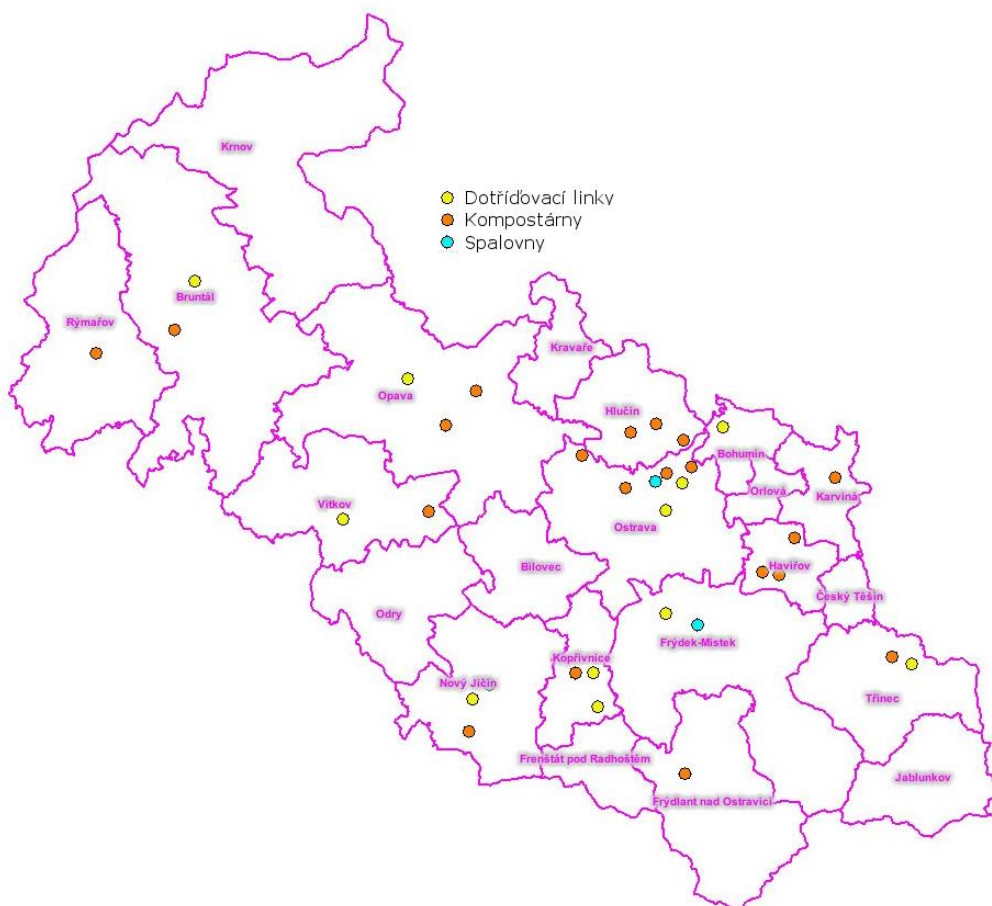 Krnov
Dotříďovací linky
Kompostárny
Spalovny
Bruntál
Rýmařov
Kravaře
Opava
Hlučín
Bohumín
Orlová
Karviná
Vítkov
Ostrava
Bílovec
Havířov
Český Těšín
Odry
Frýdek-Místek
Kopřivnice
Nový Jičín
Třinec
Frenštát pod Radhoštěm
Jablunkov
Frýdlant nad Ostravicí